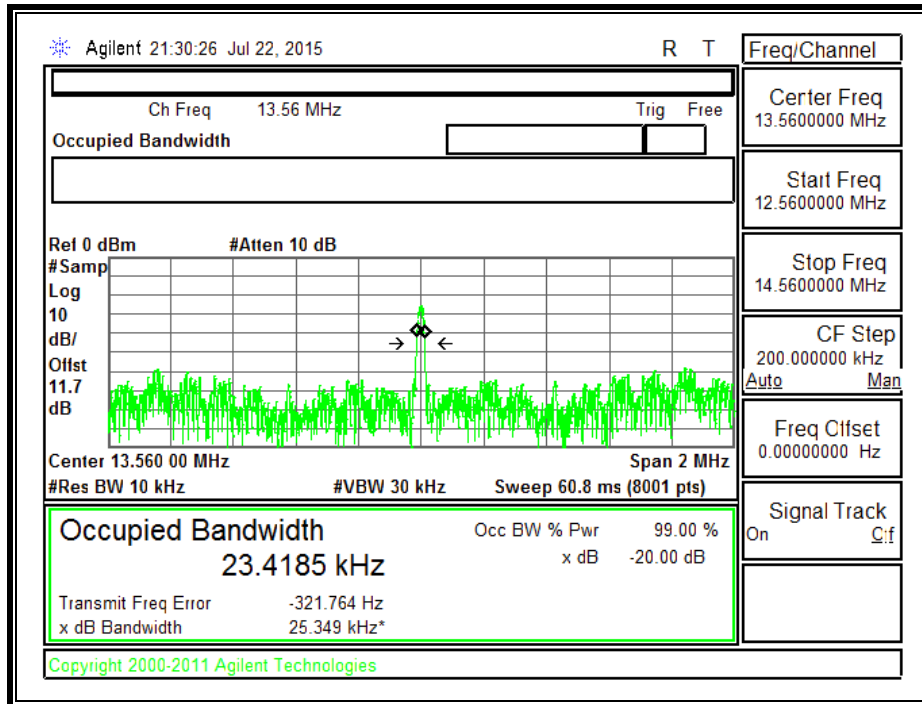 Agilent 21:30:26 Jul 22, 2015 R T
Freq/Channel
Ch Freq 13.56 MHz Trig Free
Occupied Bandwidth
Center Freq
13.5600000 MHz
Start Freq
12.5600000 MHz
Stop Freq
14.5600000 MHz
CF Step
200.000000 kHz
Auto Man
Freq Offset
0.00000000 Hz
Signal Track
On Off
Ref 0 dBm #Atten 10 dB
#Samp
Log
10
dB/
Offst
11.7
dB
Center 13.560 00 MHz Span 2 MHz
#Res BW 10 kHz #VBW 30 kHz Sweep 60.8 ms (8001 pts)
Occupied Bandwidth
23.4185 kHz
Occ BW % Pwr 99.00 %
x dB -20.00 dB
Transmit Freq Error -321.764 Hz
x dB Bandwidth 25.349 kHz*
Copyright 2000-2011 Agilent Technologies